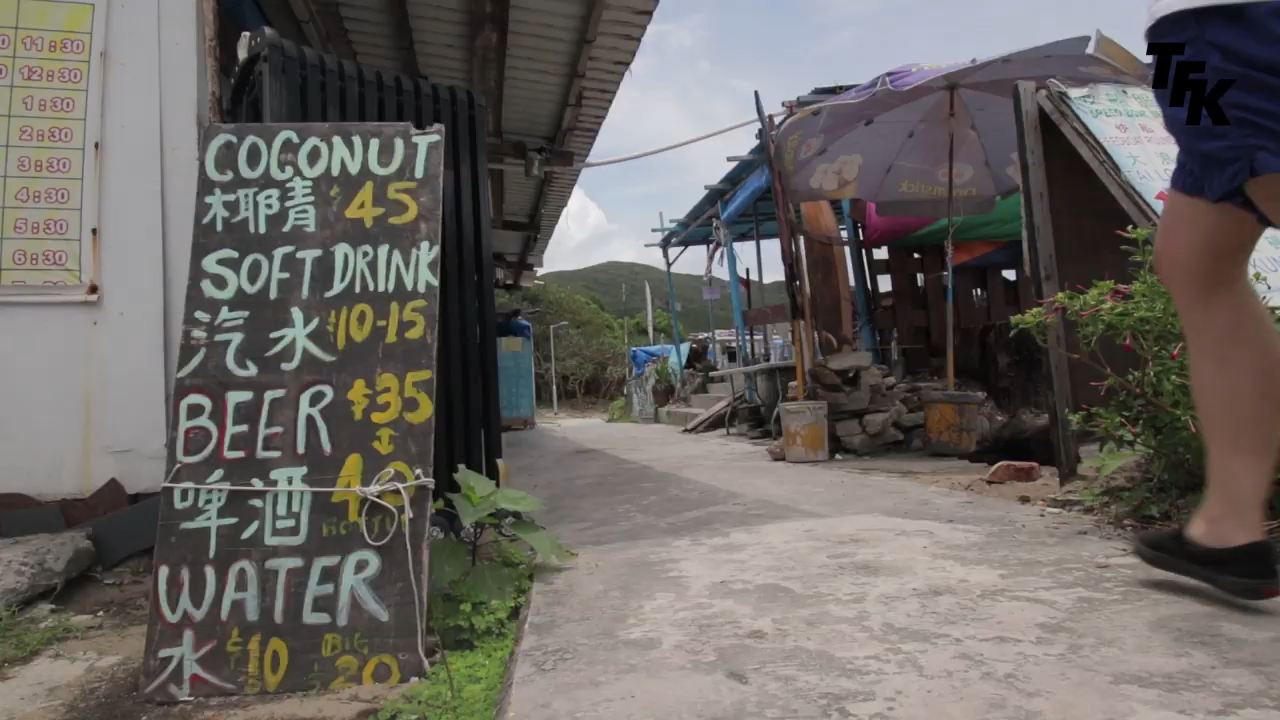 11:30
12:30
1:30
2:30
3:30
4:30
5:30
6:30
COCONUT
椰青 $45
SOFT DRINK
汽水 $10-15
BEER $35
啤酒 40
WATER
水 $10 BIG 20
TFK